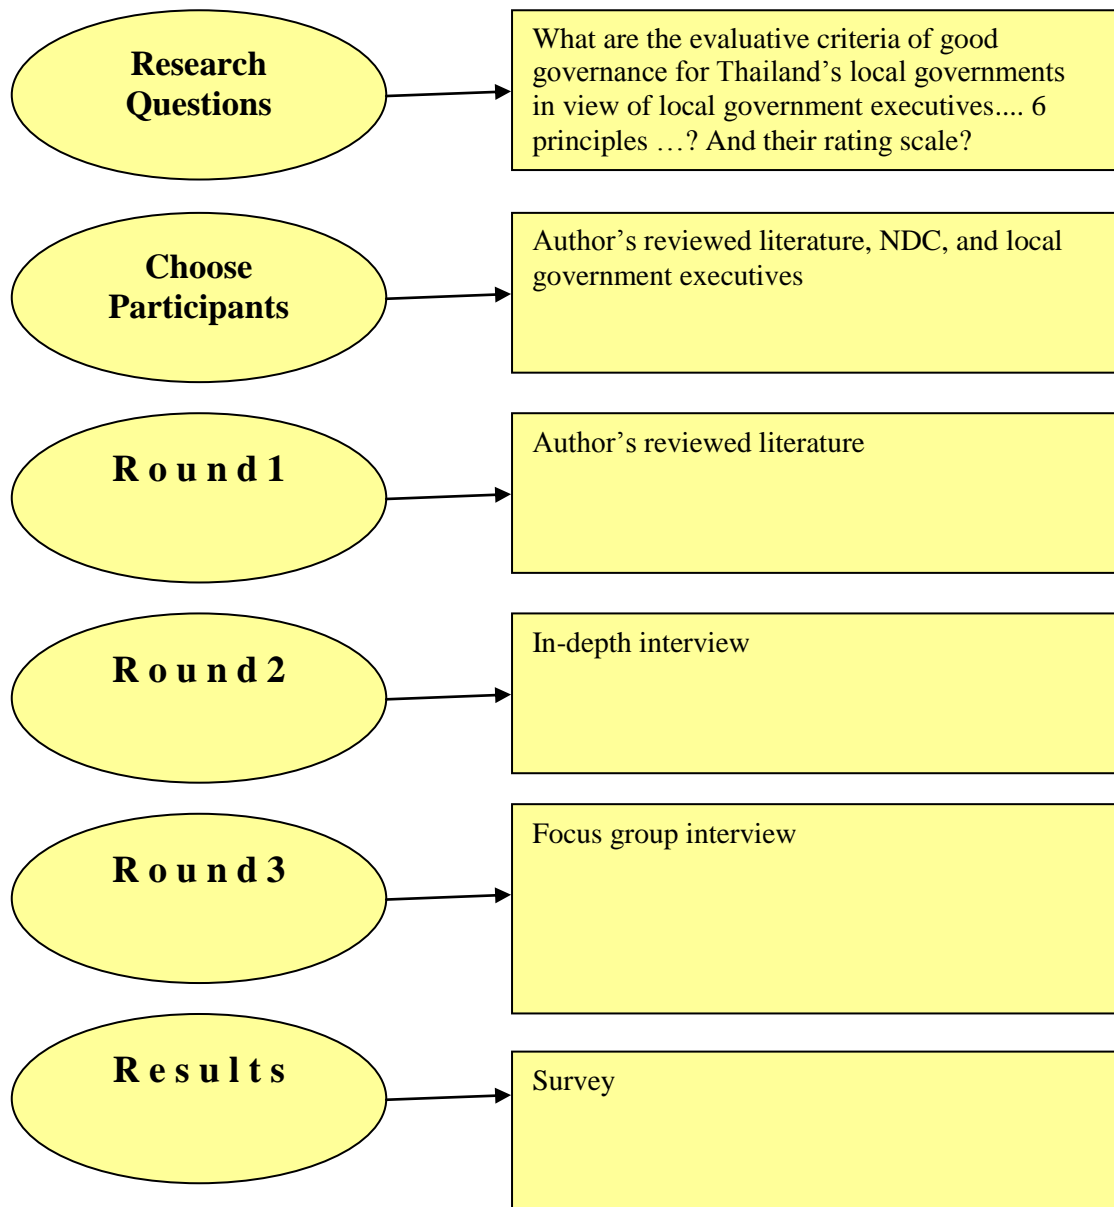 Research
Questions
What are the evaluative criteria of good
governance for Thailand’s local governments
in view of local government executives.... 6
principles …? And their rating scale?
Choose
Participants
Author’s reviewed literature, NDC, and local
government executives
R o u n d 1
Author’s reviewed literature
R o u n d 2
In-depth interview
R o u n d 3
Focus group interview
R e s u l t s
Survey